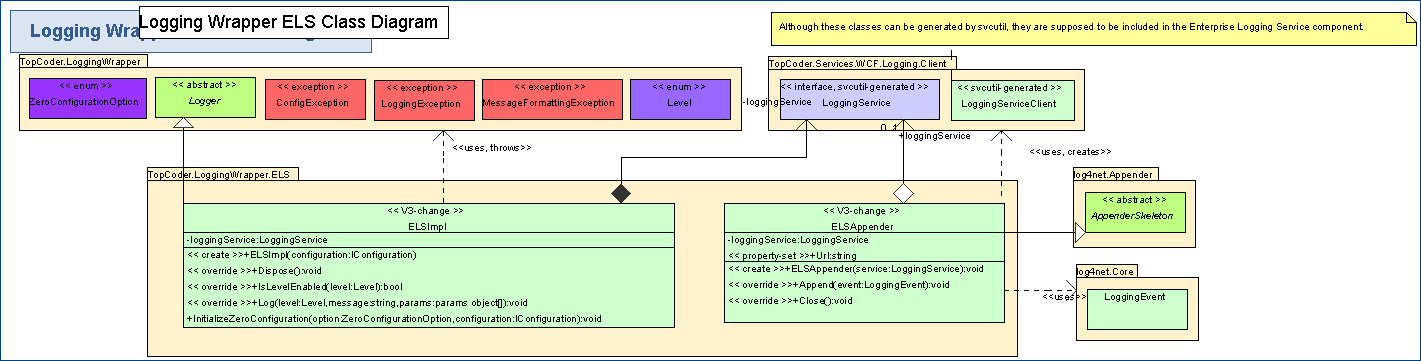 Logging Wrapper ELS Class Diagram
Logging Wra
Although these classes can be generated by svcutil, they are supposed to be included in the Enterprise Logging Service component.
TopCoder.LoggingWrapper
<< enum >>
ZeroConfigurationOption
<< abstract >>
Logger
<< exception >>
ConfigException
<< exception >>
LoggingException
<< exception >>
MessageFormattingException
<< enum >>
Level
TopCoder.Services.WCF.Logging.Client
<< interface, svcutil-generated >>
LoggingService
<< svcutil-generated >>
LoggingServiceClient
-loggingService
0..1
+loggingService
<<uses, throws>>
<<uses, creates>>
TopCoder.LoggingWrapper.ELS
<< V3-change >>
ELSImpl
-loggingService:LoggingService
<< create >>+ELSImpl(configuration:IConfiguration)
<< override >>+Dispose():void
<< override >>+IsLevelEnabled(level:Level):bool
<< override >>+Log(level:Level,message:string,params:params object[]):void
+InitializeZeroConfiguration(option:ZeroConfigurationOption,configuration:IConfiguration):void
<< V3-change >>
ELSAppender
-loggingService:LoggingService
<< property-set >>+Url:string
<< create >>+ELSAppender(service:LoggingService):void
<< override >>+Append(event:LoggingEvent):void
<< override >>+Close():void
log4net.Appender
<< abstract >>
AppenderSkeleton
log4net.Core
LoggingEvent
<<uses>>